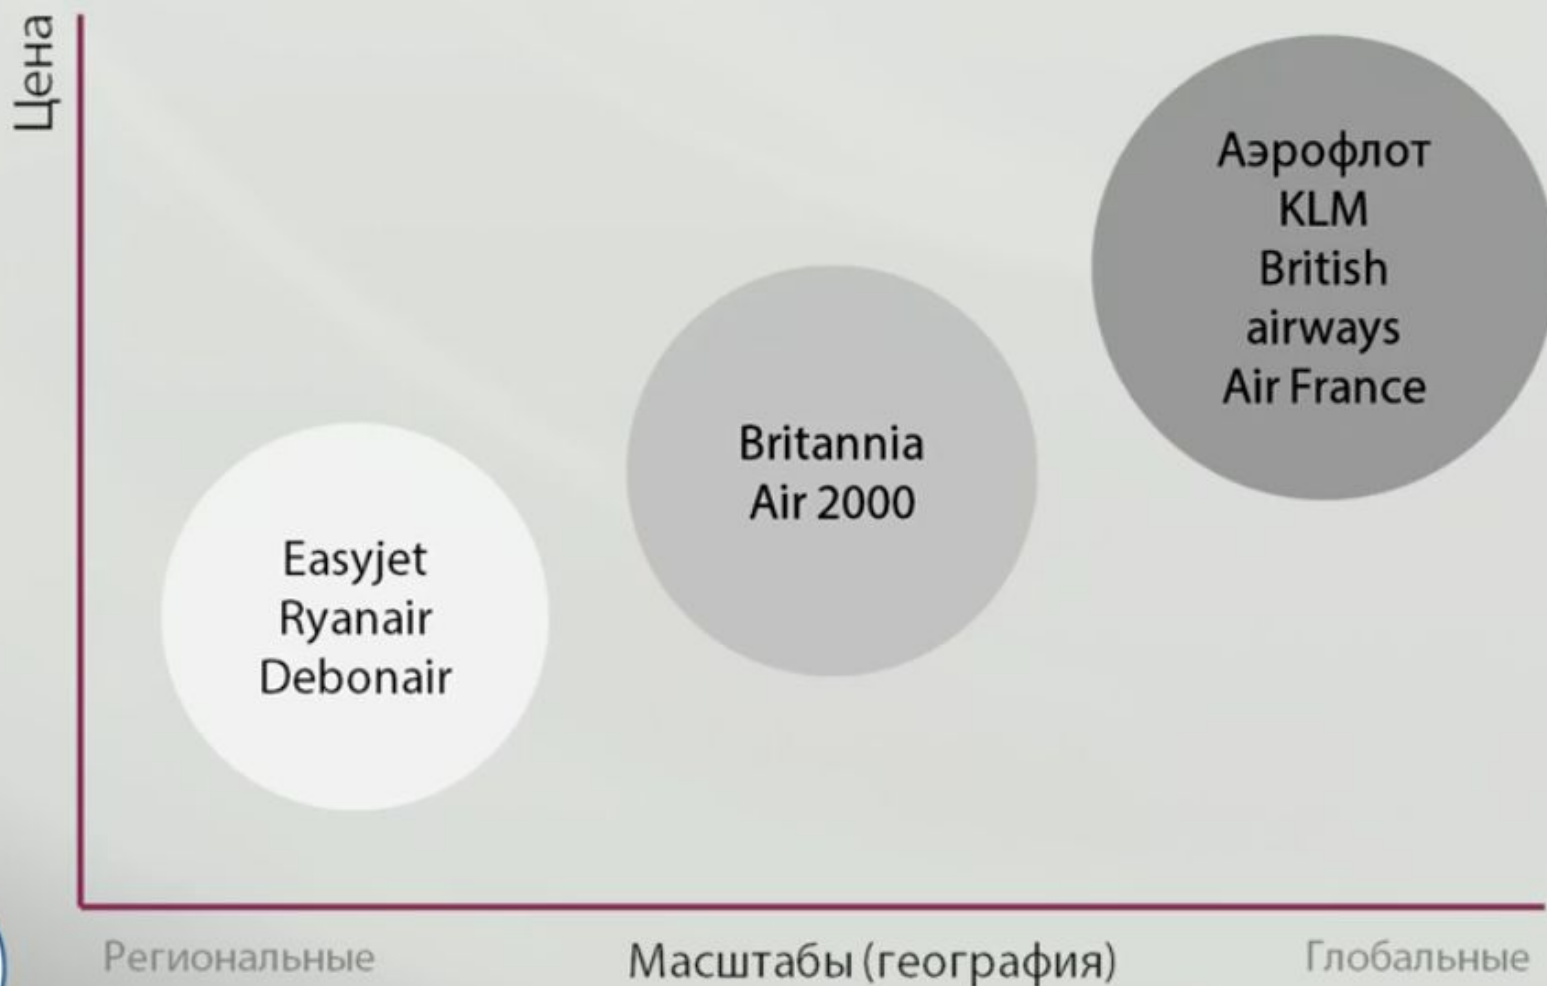 Цена
Аэрофлот
KLM
British
airways
Air France
Britannia
Air 2000
Easyjet
Ryanair
Debonair
Региональные
Масштабы (география)
Глобальные